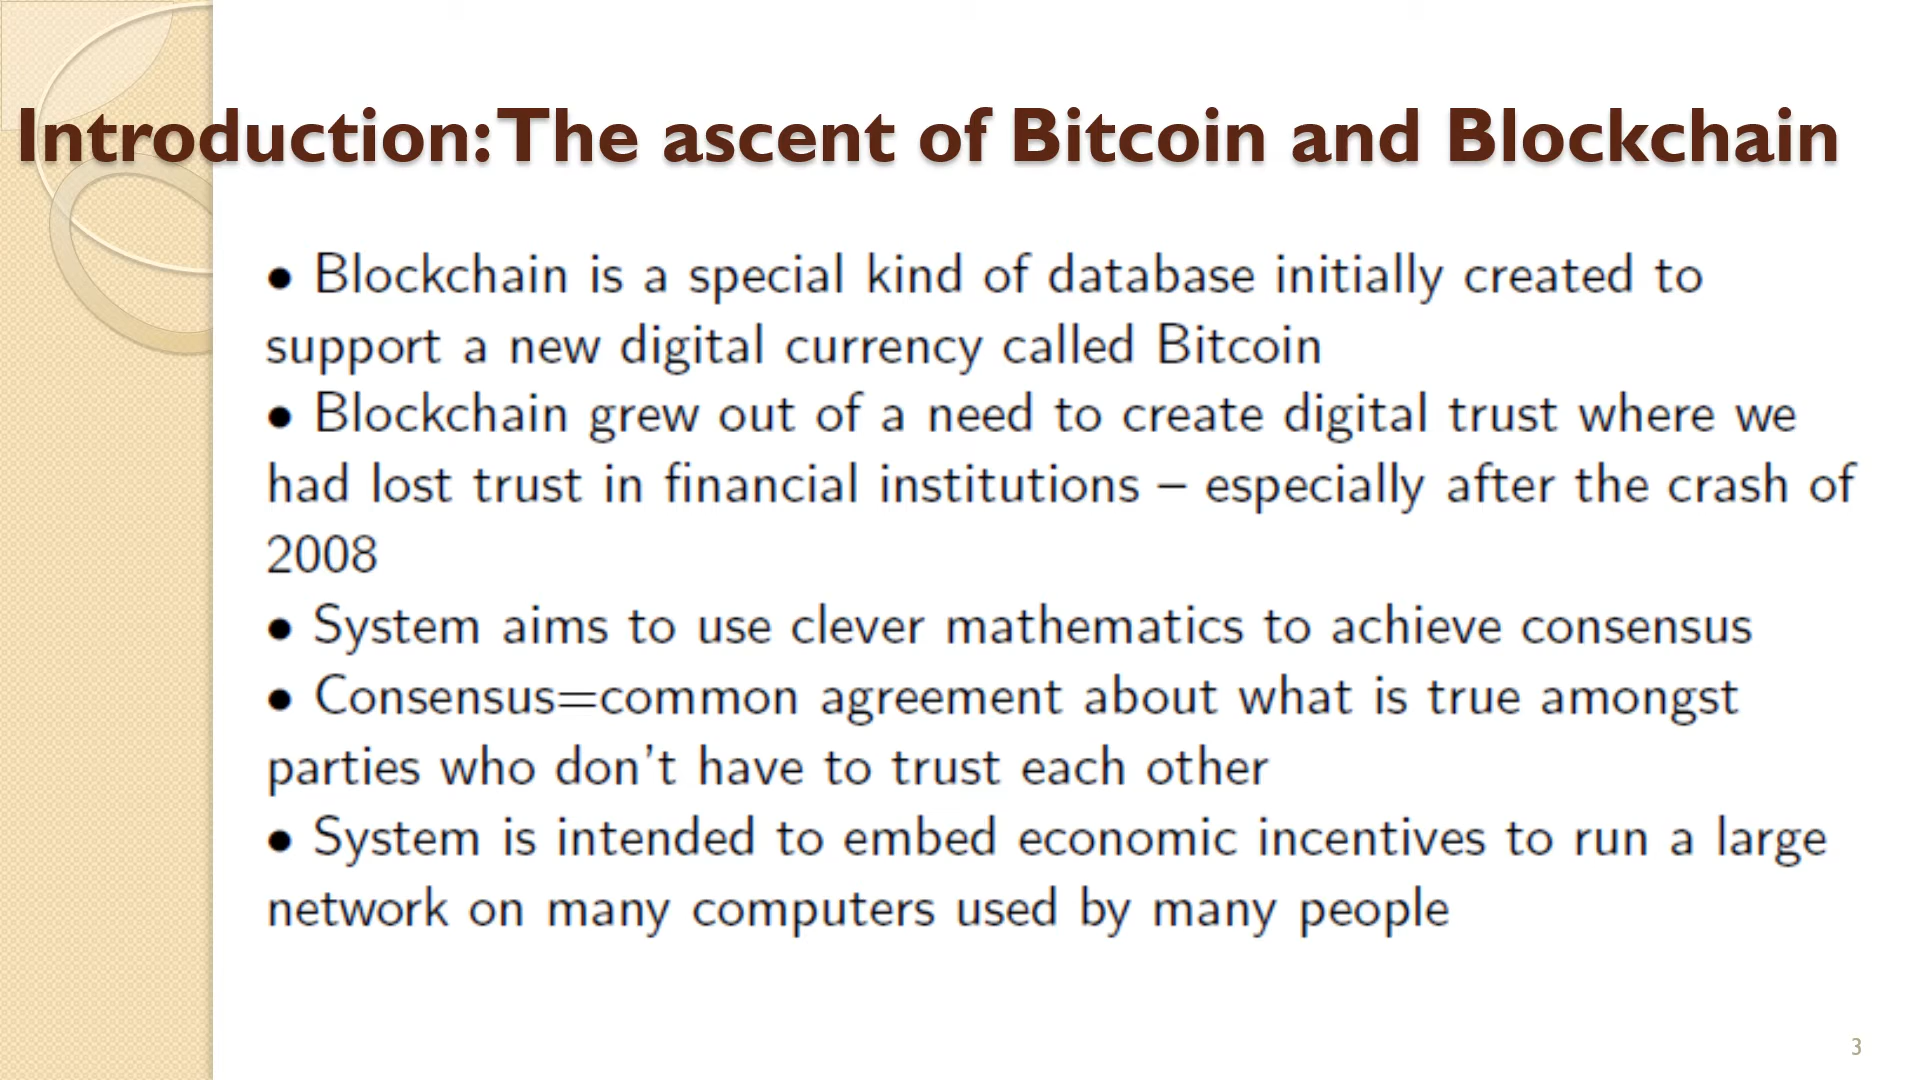 Introduction: The ascent of Bitcoin and Blockchain
• Blockchain is a special kind of database initially created to
support a new digital currency called Bitcoin
• Blockchain grew out of a need to create digital trust where we
had lost trust in financial institutions – especially after the crash of
2008
• System aims to use clever mathematics to achieve consensus
• Consensus=common agreement about what is true amongst
parties who don't have to trust each other
• System is intended to embed economic incentives to run a large
network on many computers used by many people
3